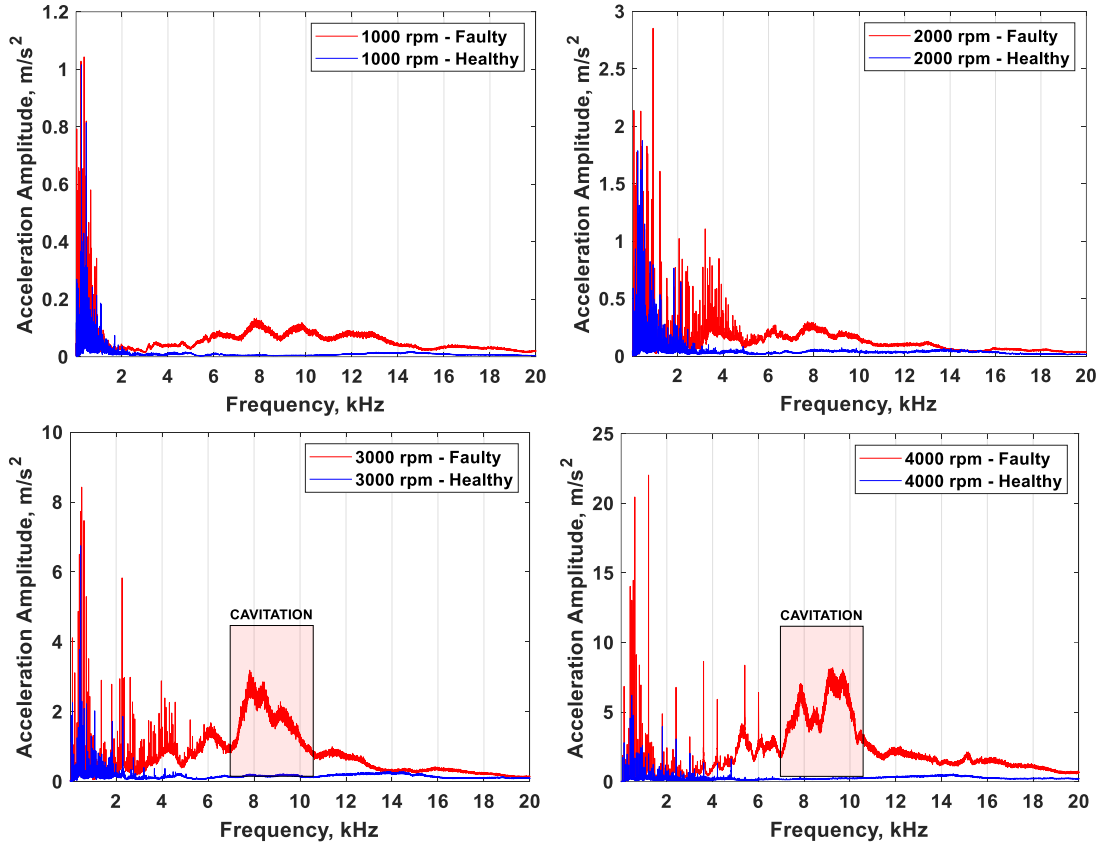 1000 rpm - Faulty
1000 rpm - Healthy
Acceleration Amplitude, m/s²
1.2
1
0.8
0.6
0.4
0.2
0
2 4 6 8 10 12 14 16 18 20
Frequency, kHz
2000 rpm - Faulty
2000 rpm - Healthy
Acceleration Amplitude, m/s²
3
2.5
2
1.5
1
0.5
0
2 4 6 8 10 12 14 16 18 20
Frequency, kHz
3000 rpm - Faulty
3000 rpm - Healthy
Acceleration Amplitude, m/s²
10
8
6
4
2
0
CAVITATION
2 4 6 8 10 12 14 16 18 20
Frequency, kHz
4000 rpm - Faulty
4000 rpm - Healthy
Acceleration Amplitude, m/s²
25
20
15
10
5
0
CAVITATION
2 4 6 8 10 12 14 16 18 20
Frequency, kHz